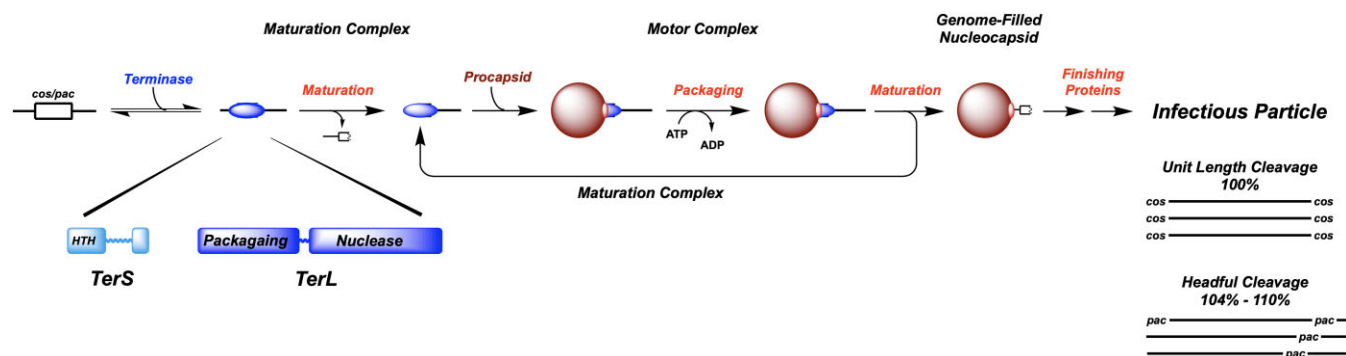 Maturation Complex
Motor Complex
Genome-Filled
Nucleocapsid
cos/pac
Terminase
Maturation
Procapsid
Packaging
ATP
ADP
Maturation
Finishing
Proteins
Infectious Particle
Maturation Complex
HTH
Packagaing
Nuclease
TerS
TerL
Unit Length Cleavage
100%
cos cos
cos cos
cos cos
Headful Cleavage
104% - 110%
pac pac
pac
pac